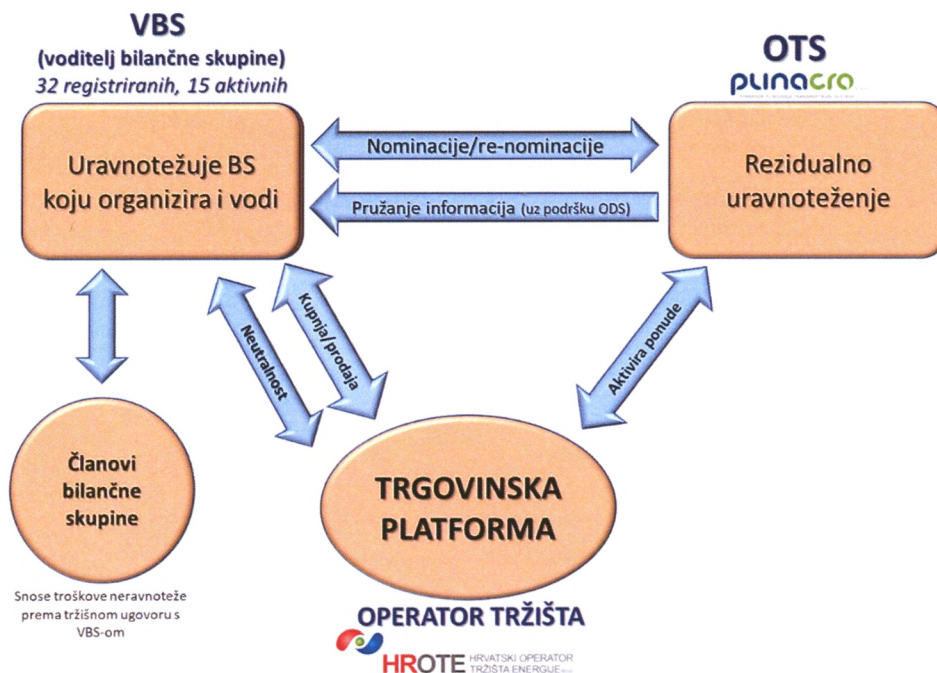 VBS
(voditelj bilančne skupine)
32 registriranih, 15 aktivnih
OTS
PLINACRO
Uravnotežuje BS
koju organizira i vodi
Nominacije/re-nominacije
Pružanje informacija (uz podršku ODS)
Rezidualno
uravnoteženje
Neutralnost
Kupnja/prodaja
Aktivira ponude
Članovi
bilančne
skupine
TRGOVINSKA
PLATFORMA
Snose troškove neravnoteže
prema tržišnom ugovoru s
VBS-om
OPERATOR TRŽIŠTA
HROTE HRVATSKI OPERATOR
TRŽIŠTA ENERGIJE